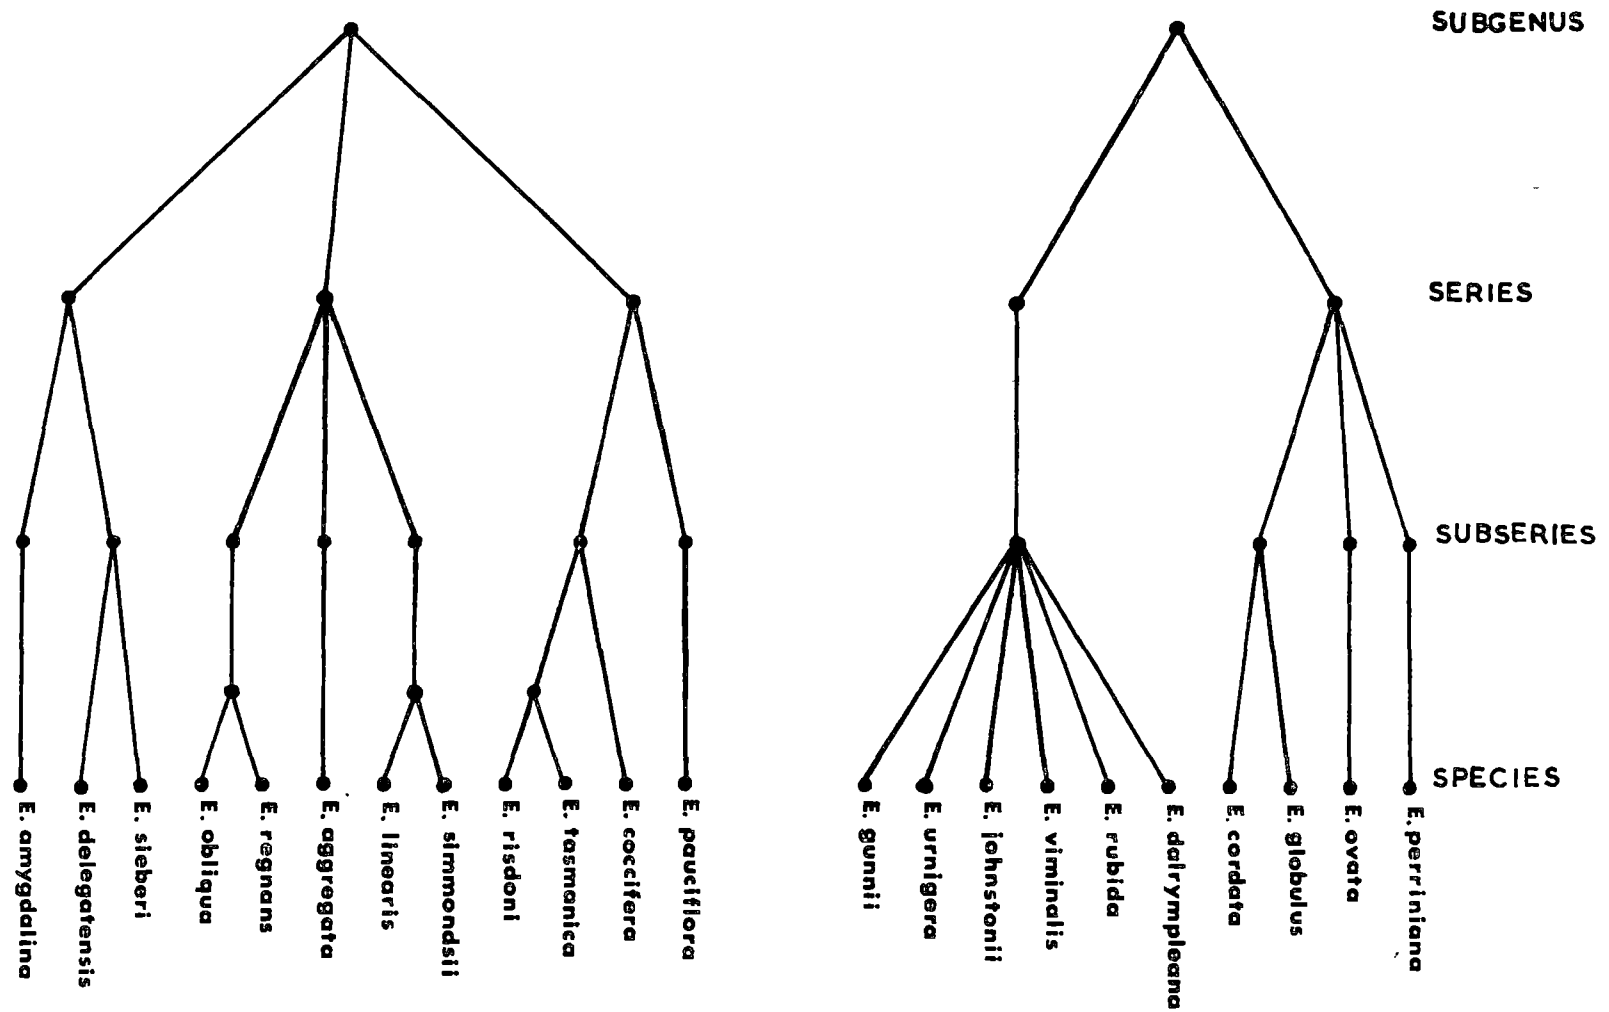 SUBGENUS
SERIES
SUBSERIES
SPECIES
E. amygdalina
E. delegatensis
E. sieberi
E. obliqua
E. regnans
E. aggregata
E. linearis
E. simmondsii
E. risdoni
E. tasmanica
E. coccifera
E. pauciflora
E. gunnii
E. urnigera
E. johnstonii
E. viminalis
E. rubida
E. dalrympleana
E. cordata
E. globulus
E. ovata
E. perriniana